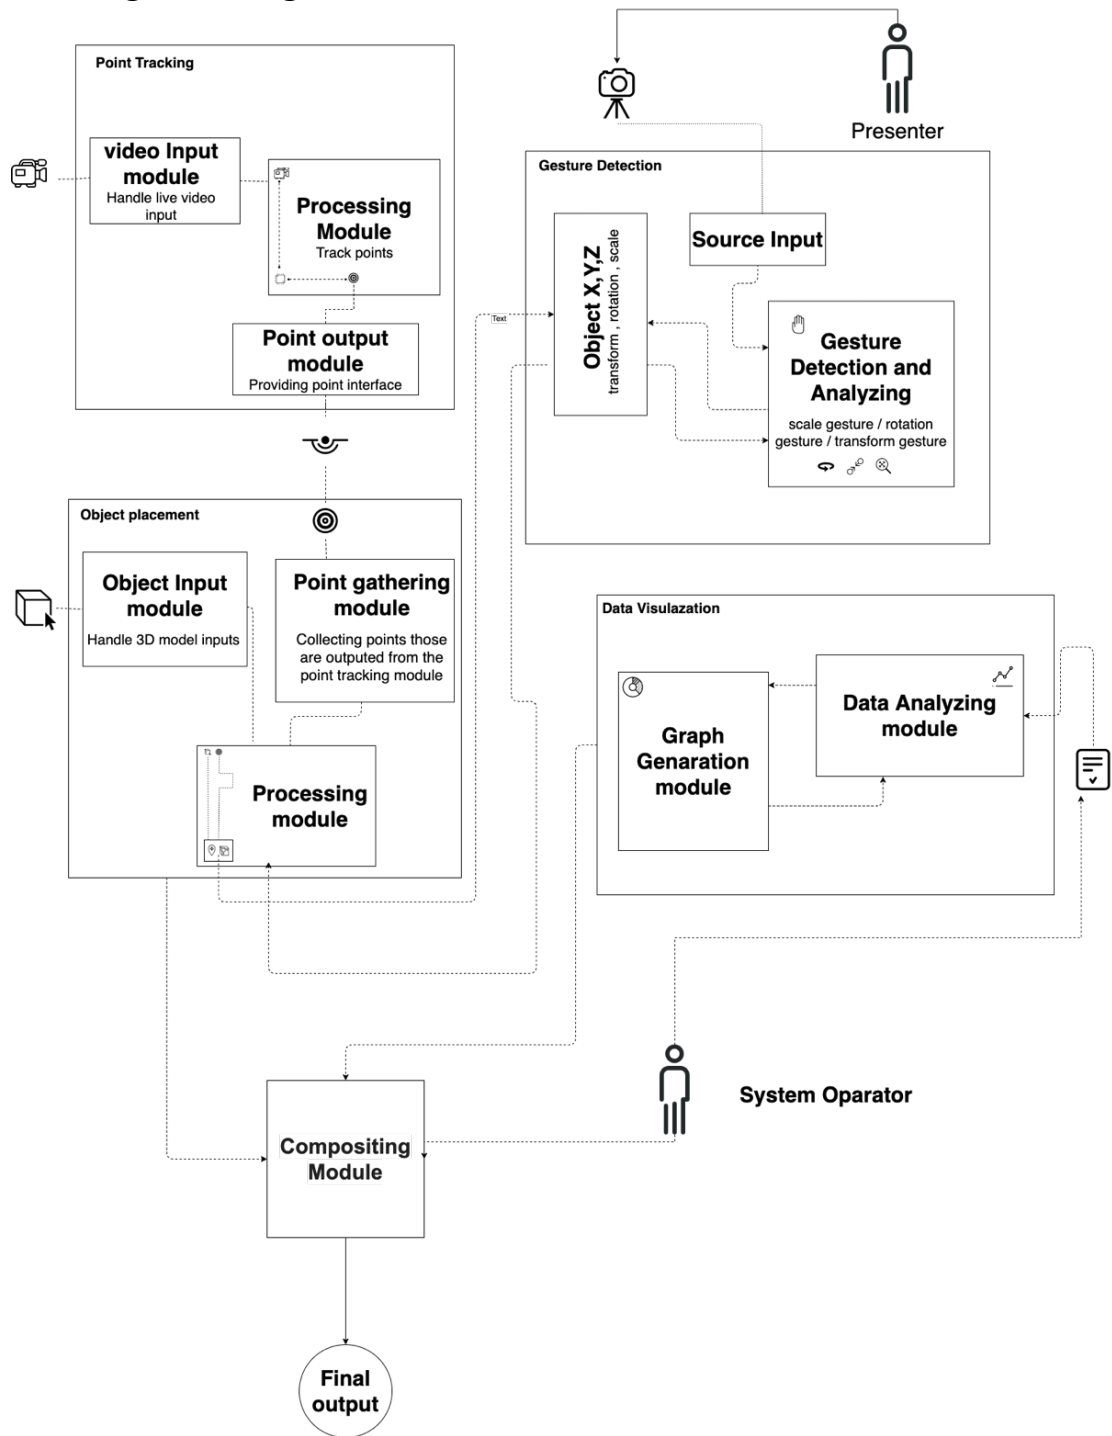 Point Tracking
video Input
module
Handle live video
input
Processing
Module
Track points
Point output
module
Providing point interface
Presenter
Gesture Detection
Source Input
Object X,Y,Z
transform , rotation , scale
Text
Gesture
Detection and
Analyzing
scale gesture / rotation
gesture / transform gesture
Object placement
Object Input
module
Handle 3D model inputs
Point gathering
module
Collecting points those
are outputed from the
point tracking module
Processing
module
Data Visulazation
Graph
Genaration
module
Data Analyzing
module
System Oparator
Compositing
Module
Final
output